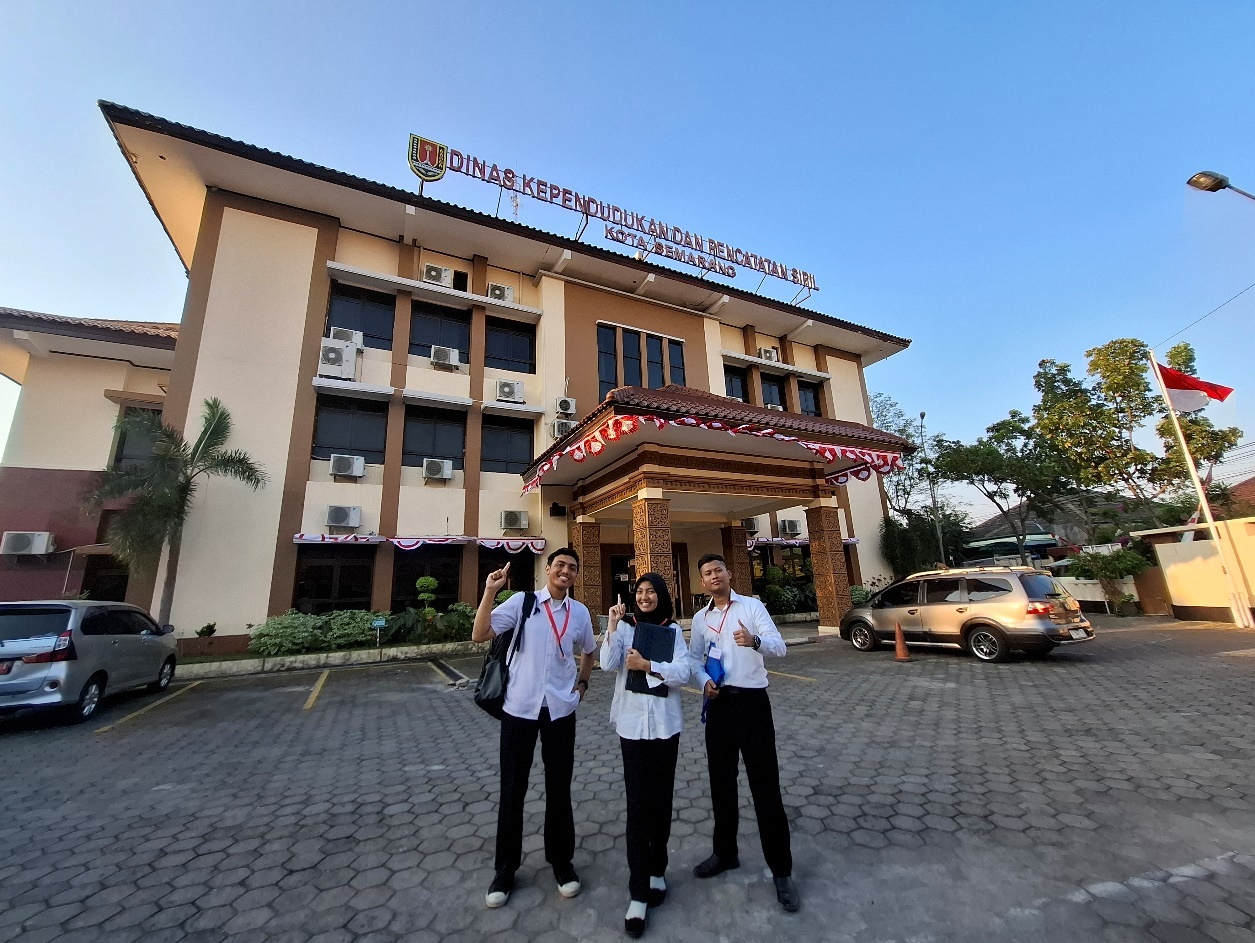 DINAS KEPENDUDUKAN DAN PENCATATAN SIPIL
KOTA SEMARANG